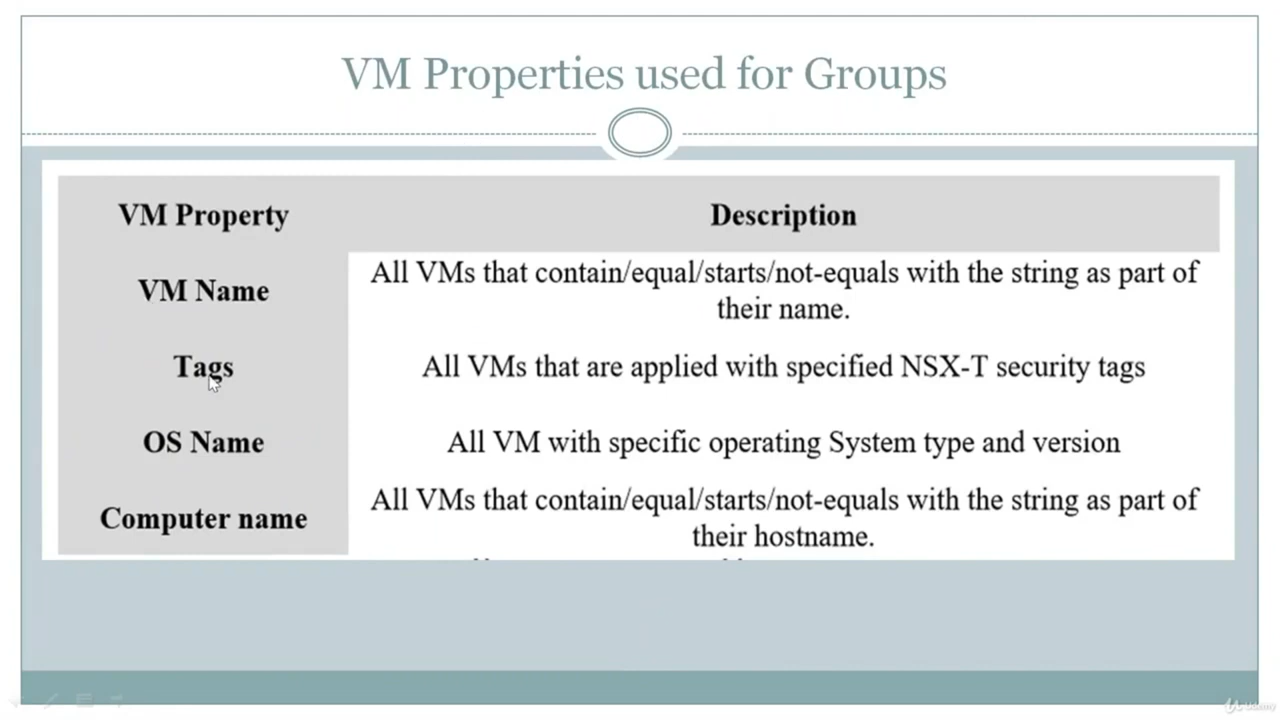 VM Properties used for Groups
VM Property
Description
VM Name
All VMs that contain/equal/starts/not-equals with the string as part of
their name.
Tags
All VMs that are applied with specified NSX-T security tags
OS Name
All VM with specific operating System type and version
Computer name
All VMs that contain/equal/starts/not-equals with the string as part of
their hostname.
Udemy